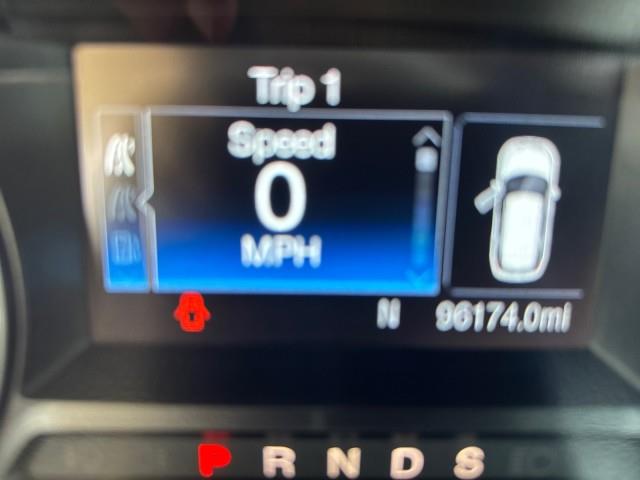 Trip 1
Speed
0
MPH
N 96174.0mi
P R N D S